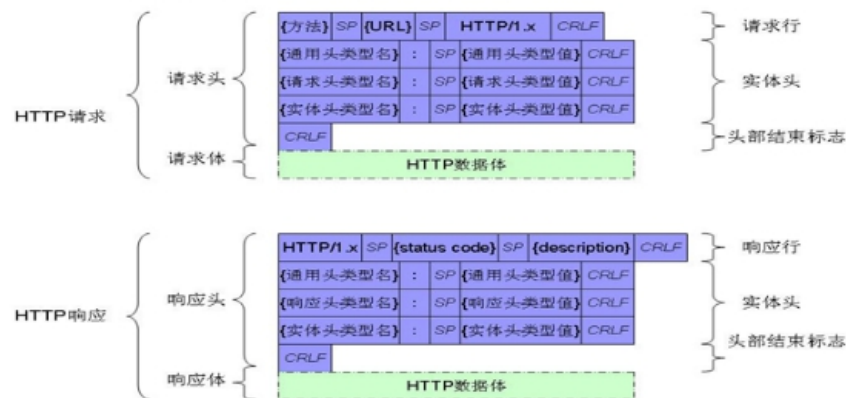 {方法} SP {URL} SP HTTP/1.x CRLF 请求行
{通用头类型名} : SP {通用头类型值} CRLF
请求头 {请求头类型名} : SP {请求头类型值} CRLF 实体头
HTTP请求 {实体头类型名} : SP {实体头类型值} CRLF
CRLF 头部结束标志
请求体 HTTP数据体
HTTP/1.x SP {status code} SP {description} CRLF 响应行
{通用头类型名} : SP {通用头类型值} CRLF
响应头 {响应头类型名} : SP {响应头类型值} CRLF 实体头
HTTP响应 {实体头类型名} : SP {实体头类型值} CRLF
CRLF 头部结束标志
响应体 HTTP数据体